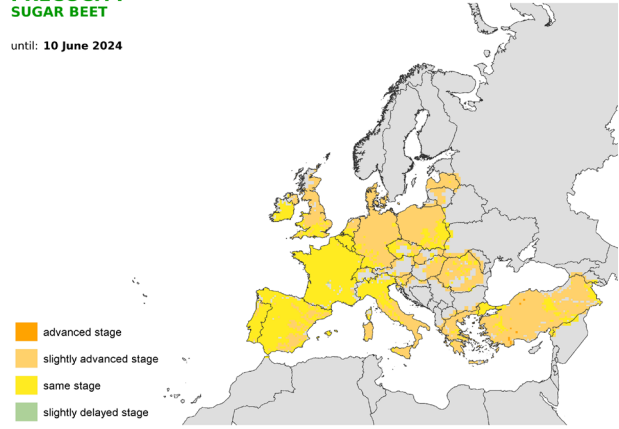 SUGAR BEET
until: 10 June 2024
advanced stage
slightly advanced stage
same stage
slightly delayed stage